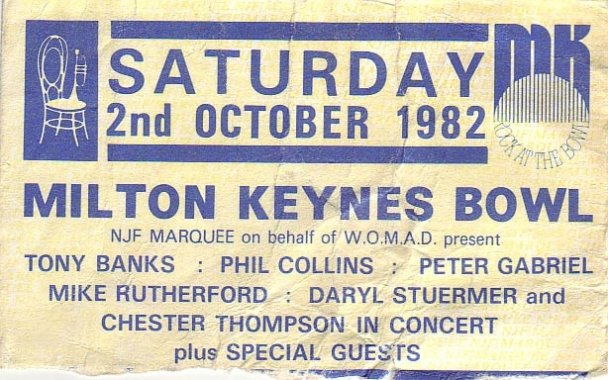 SATURDAY
2nd OCTOBER 1982
MK
ROCK AT THE BOWL
MILTON KEYNES BOWL
NJF MARQUEE on behalf of W.O.M.A.D. present
TONY BANKS : PHIL COLLINS : PETER GABRIEL
MIKE RUTHERFORD : DARYL STUERMER and
CHESTER THOMPSON IN CONCERT
plus SPECIAL GUESTS